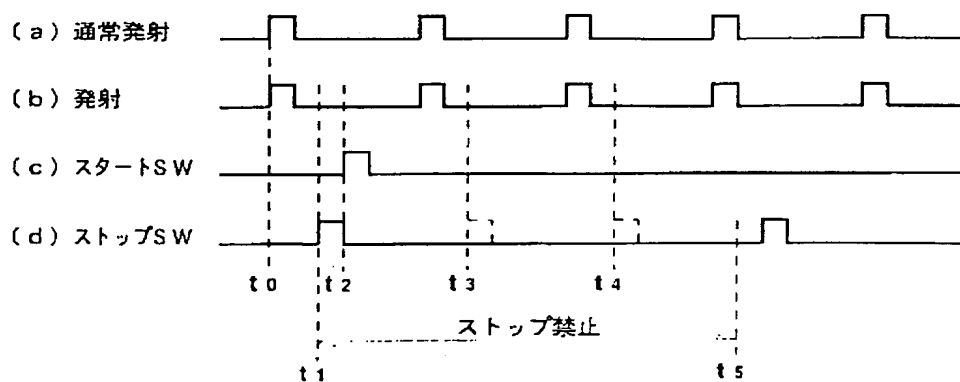 (a) 通常発射
(b) 発射
(c) スタートSW
(d) ストップSW
t0 t2 t3 t4
ストップ禁止
t1 t5